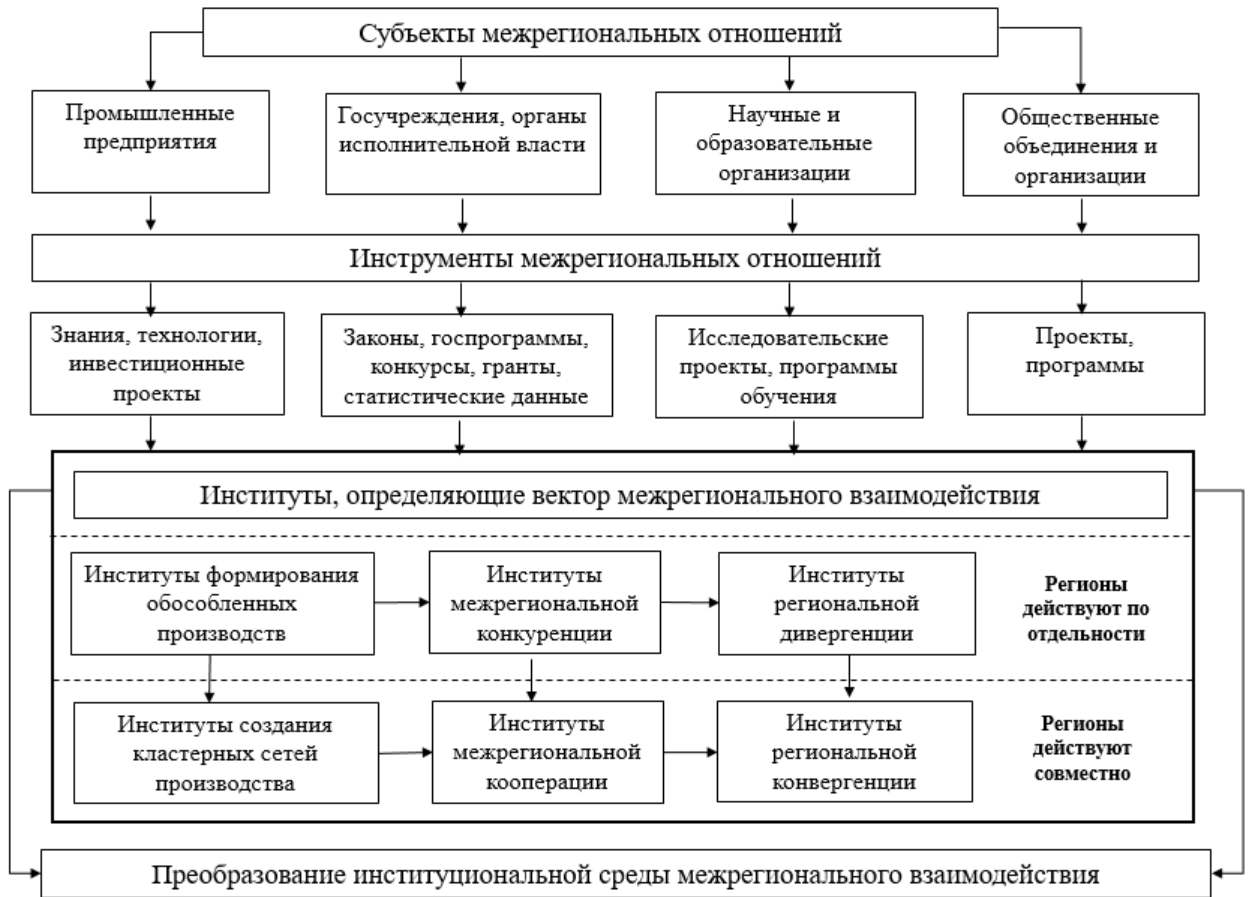 Субъекты межрегиональных отношений
Промышленные
предприятия
Госучреждения, органы
исполнительной власти
Научные и
образовательные
организации
Общественные
объединения и
организации
Инструменты межрегиональных отношений
Знания, технологии,
инвестиционные
проекты
Законы, госпрограммы,
конкурсы, гранты,
статистические данные
Исследовательские
проекты, программы
обучения
Проекты,
программы
Институты, определяющие вектор межрегионального взаимодействия
Институты формирования
обособленных
производств
Институты
межрегиональной
конкуренции
Институты
региональной
дивергенции
Регионы
действуют по
отдельности
Институты создания
кластерных сетей
производства
Институты
межрегиональной
кооперации
Институты
региональной
конвергенции
Регионы
действуют
совместно
Преобразование институциональной среды межрегионального взаимодействия